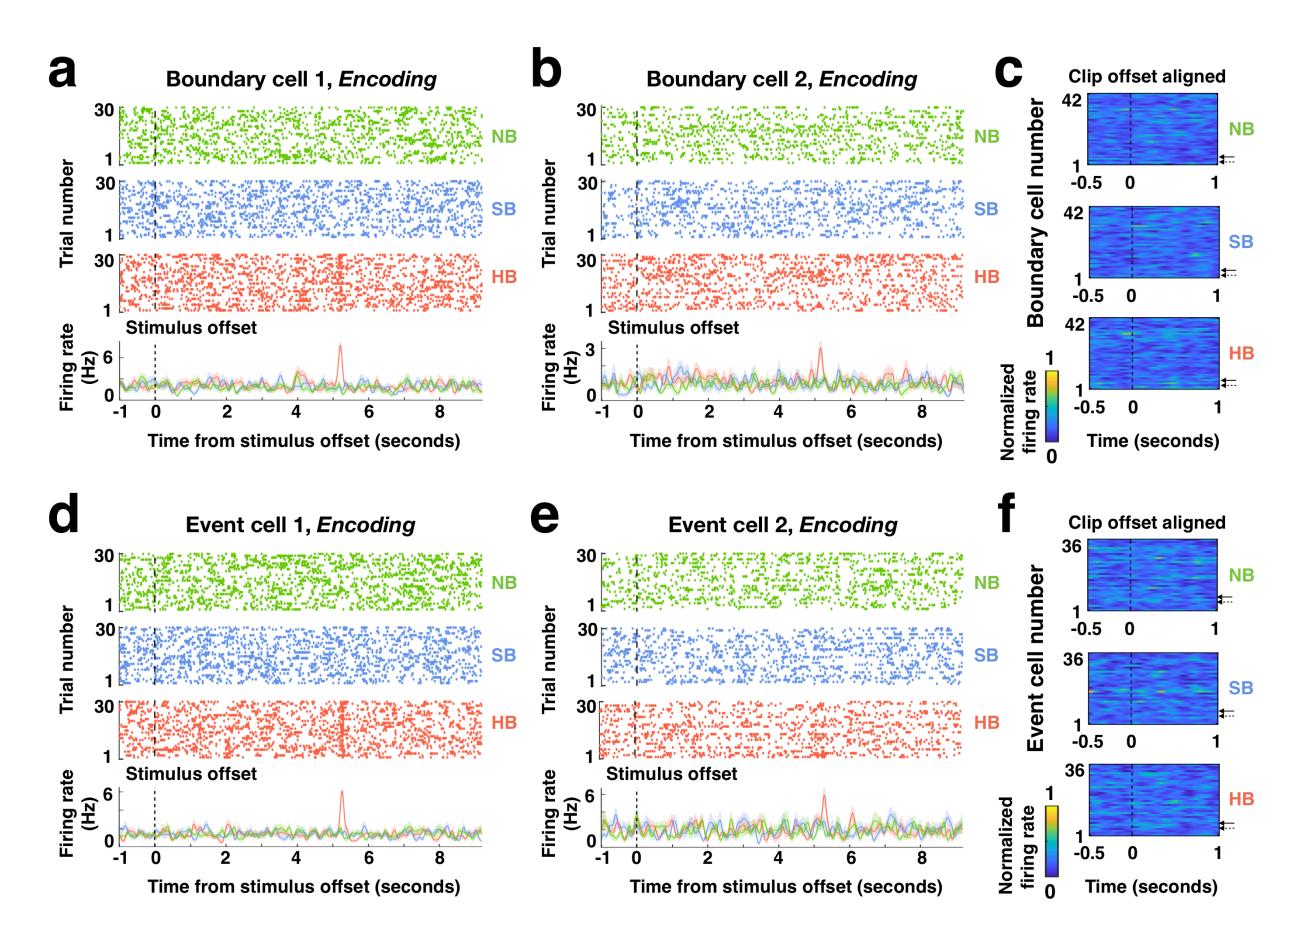 a
Boundary cell 1, Encoding
Trial number
30
1
NB
30
1
SB
30
1
HB
Stimulus offset
Firing rate
(Hz)
6
0
-1 0 2 4 6 8
Time from stimulus offset (seconds)
b
Boundary cell 2, Encoding
Trial number
30
1
NB
30
1
SB
30
1
HB
Stimulus offset
Firing rate
(Hz)
3
0
-1 0 2 4 6 8
Time from stimulus offset (seconds)
c
Clip offset aligned
Boundary cell number
42
1
-0.5 0 1
NB
42
1
-0.5 0 1
SB
42
1
-0.5 0 1
HB
Time (seconds)
Normalized
firing rate
1
0
d
Event cell 1, Encoding
Trial number
30
1
NB
30
1
SB
30
1
HB
Stimulus offset
Firing rate
(Hz)
6
0
-1 0 2 4 6 8
Time from stimulus offset (seconds)
e
Event cell 2, Encoding
Trial number
30
1
NB
30
1
SB
30
1
HB
Stimulus offset
Firing rate
(Hz)
6
0
-1 0 2 4 6 8
Time from stimulus offset (seconds)
f
Clip offset aligned
Event cell number
36
1
-0.5 0 1
NB
36
1
-0.5 0 1
SB
36
1
-0.5 0 1
HB
Time (seconds)
Normalized
firing rate
1
0